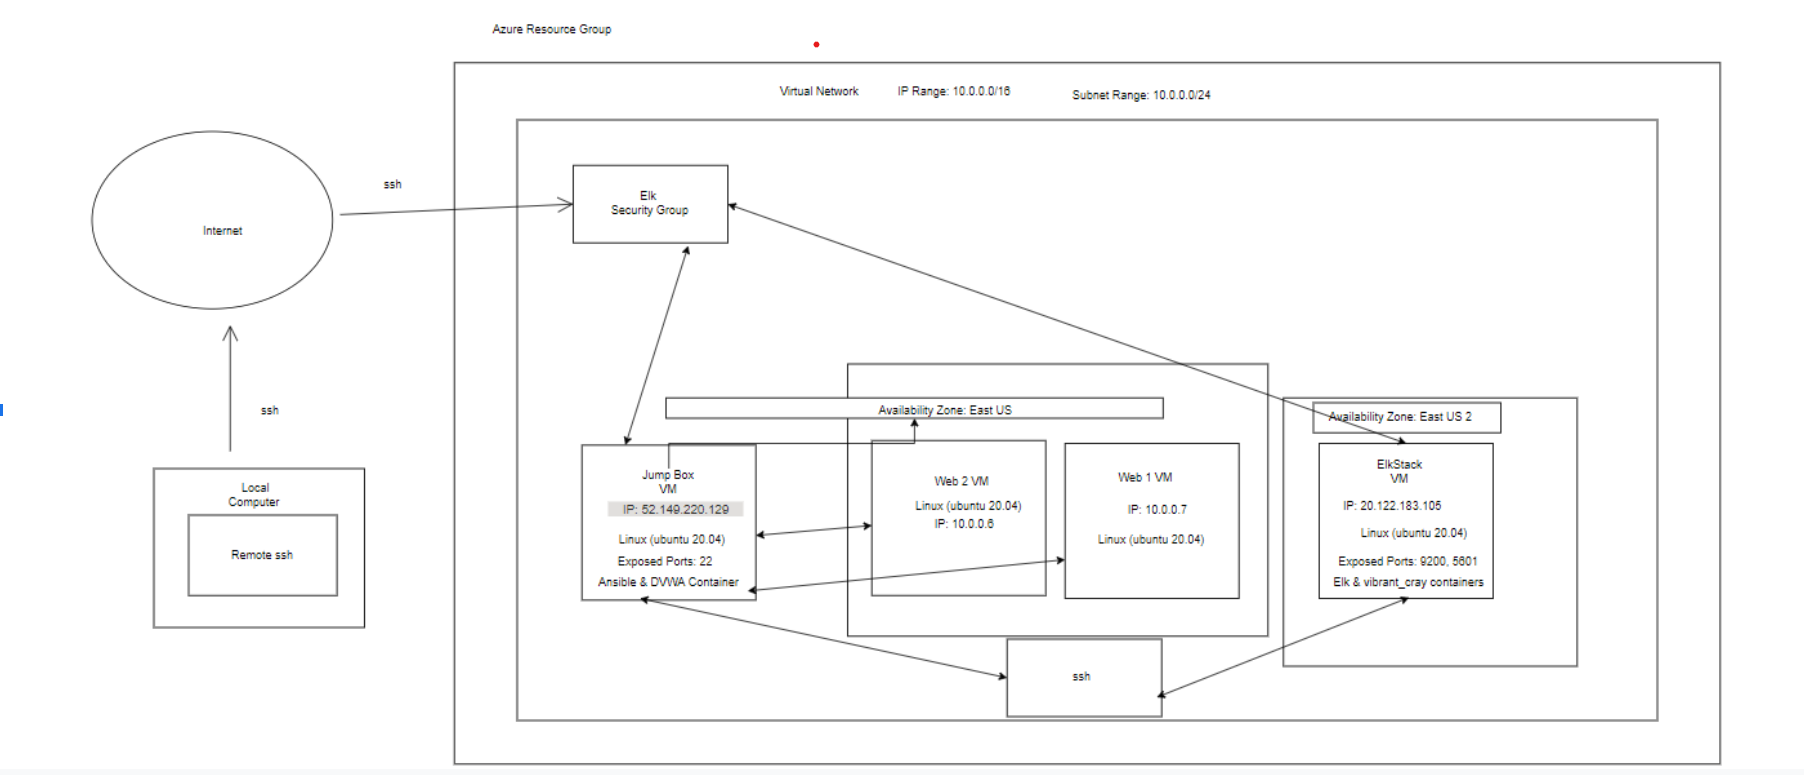 Azure Resource Group
Virtual Network
IP Range: 10.0.0.0/16
Subnet Range: 10.0.0.0/24
Internet
ssh
ssh
Local
Computer
Remote ssh
Elk
Security Group
Availability Zone: East US
Jump Box
VM
IP: 52.149.220.129
Linux (ubuntu 20.04)
Exposed Ports: 22
Ansible & DVWA Container
Web 2 VM
Linux (ubuntu 20.04)
IP: 10.0.0.6
Web 1 VM
IP: 10.0.0.7
Linux (ubuntu 20.04)
Availability Zone: East US 2
ElkStack
VM
IP: 20.122.183.105
Linux (ubuntu 20.04)
Exposed Ports: 9200, 5601
Elk & vibrant_cray containers
ssh